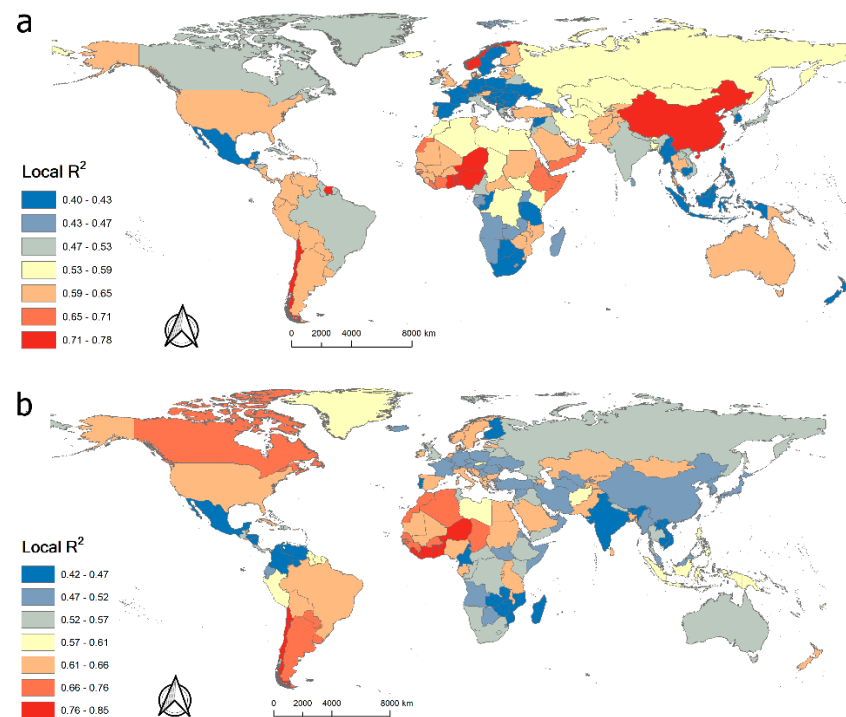 a
Local R²
0.40 - 0.43
0.43 - 0.47
0.47 - 0.53
0.53 - 0.59
0.59 - 0.65
0.65 - 0.71
0.71 - 0.78
0 2000 4000 8000 km
b
Local R²
0.42 - 0.47
0.47 - 0.52
0.52 - 0.57
0.57 - 0.61
0.61 - 0.66
0.66 - 0.76
0.76 - 0.85
0 2000 4000 8000 km